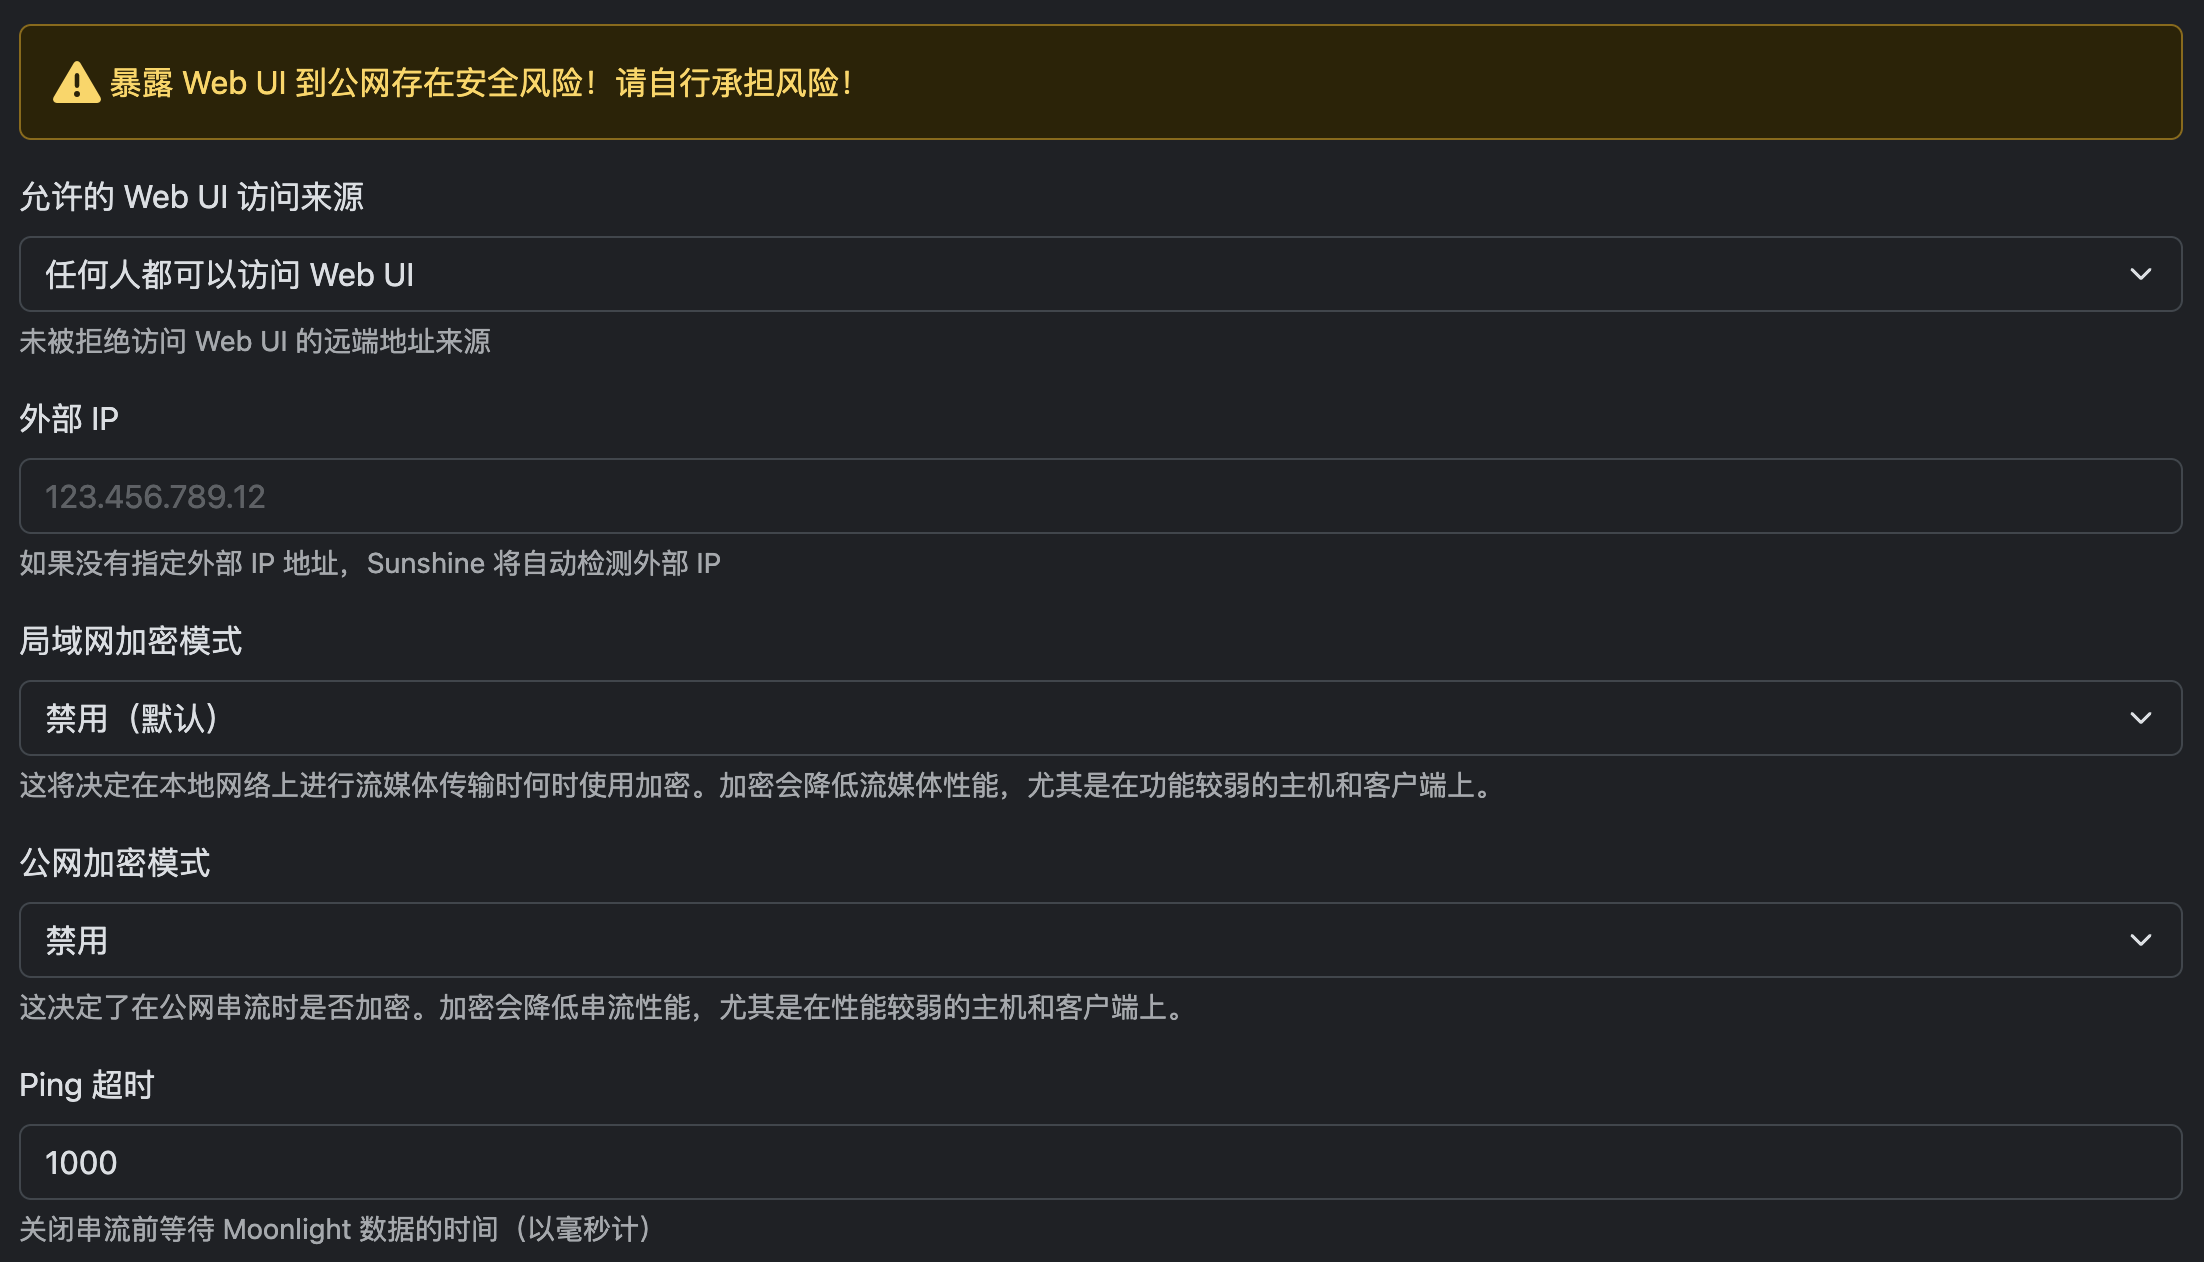 暴露 Web UI 到公网存在安全风险！请自行承担风险！
允许的 Web UI 访问来源
任何人都可以访问 Web UI
未被拒绝访问 Web UI 的远端地址来源
外部 IP
123.456.789.12
如果没有指定外部 IP 地址，Sunshine 将自动检测外部 IP
局域网加密模式
禁用（默认）
这将决定在本地网络上进行流媒体传输时何时使用加密。加密会降低流媒体性能，尤其是在功能较弱的主机和客户端上。
公网加密模式
禁用
这决定了在公网串流时是否加密。加密会降低串流性能，尤其是在性能较弱的主机和客户端上。
Ping 超时
1000
关闭串流前等待 Moonlight 数据的时间（以毫秒计）